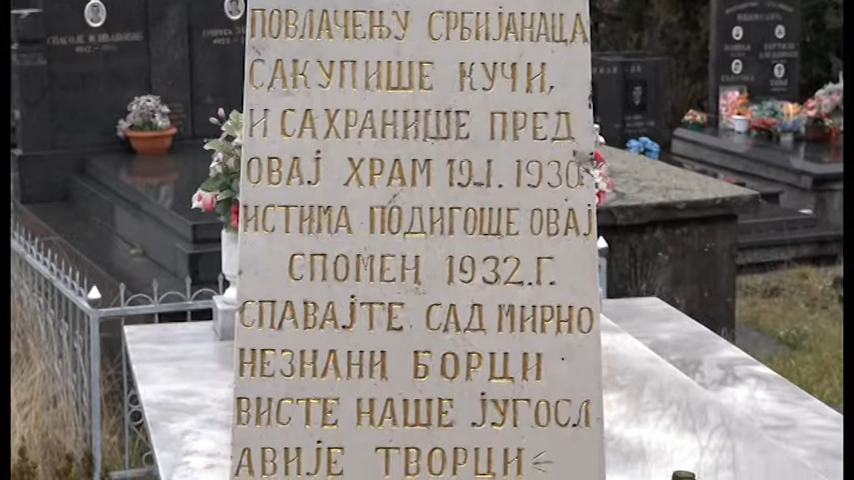 ПОВЛАЧЕЊУ СРБИЈАНАЦА
САКУПИШЕ КУЧИ,
И САХРАНИШЕ ПРЕД
ОВАЈ ХРАМ 19.I. 1930
ИСТИМА ПОДИГОШЕ ОВАЈ
СПОМЕН 1932.Г.
СПАВАЈТЕ САД МИРНО
НЕЗНАНИ БОРЦИ
ВИСТЕ НАШЕ ЈУГОСЛ
АВИЈЕ ТВОРЦИ